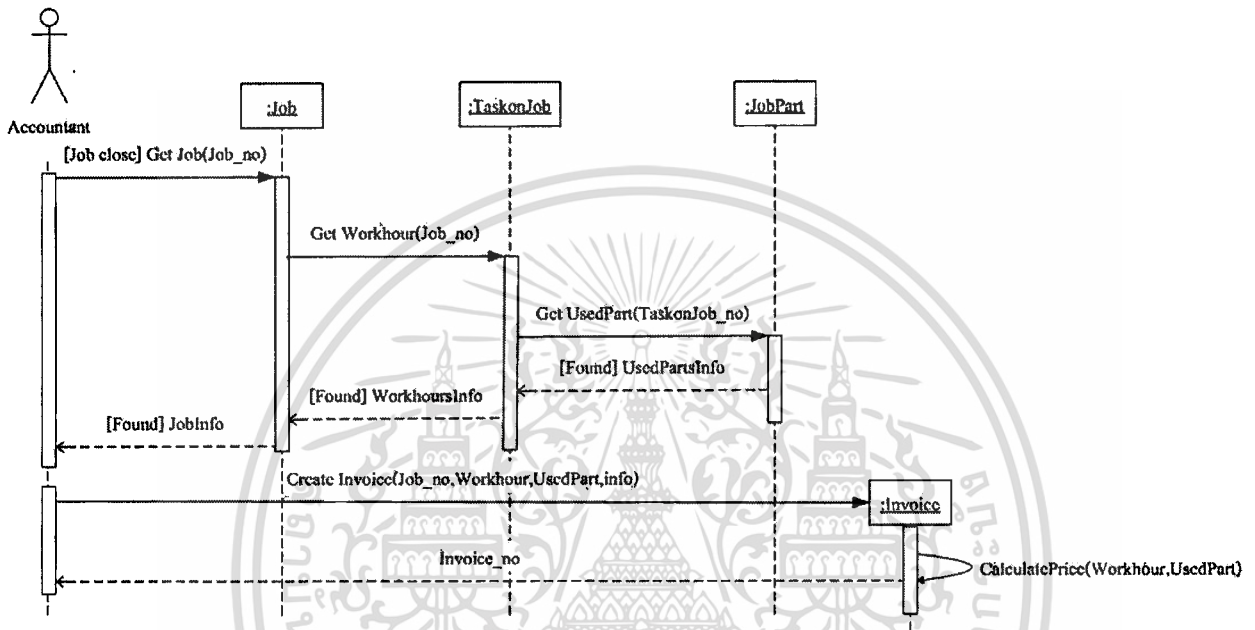 :Job
:TaskonJob
:JobPart
Accountant
[Job close] Get Job(Job_no)
Get Workhour(Job_no)
Get UsedPart(TaskonJob_no)
[Found] UsedPartsInfo
[Found] WorkhoursInfo
[Found] JobInfo
Create Invoice(Job_no,Workhour,UsedPart,info)
:Invoice
Invoice_no
CalculatePrice(Workhour,UsedPart)